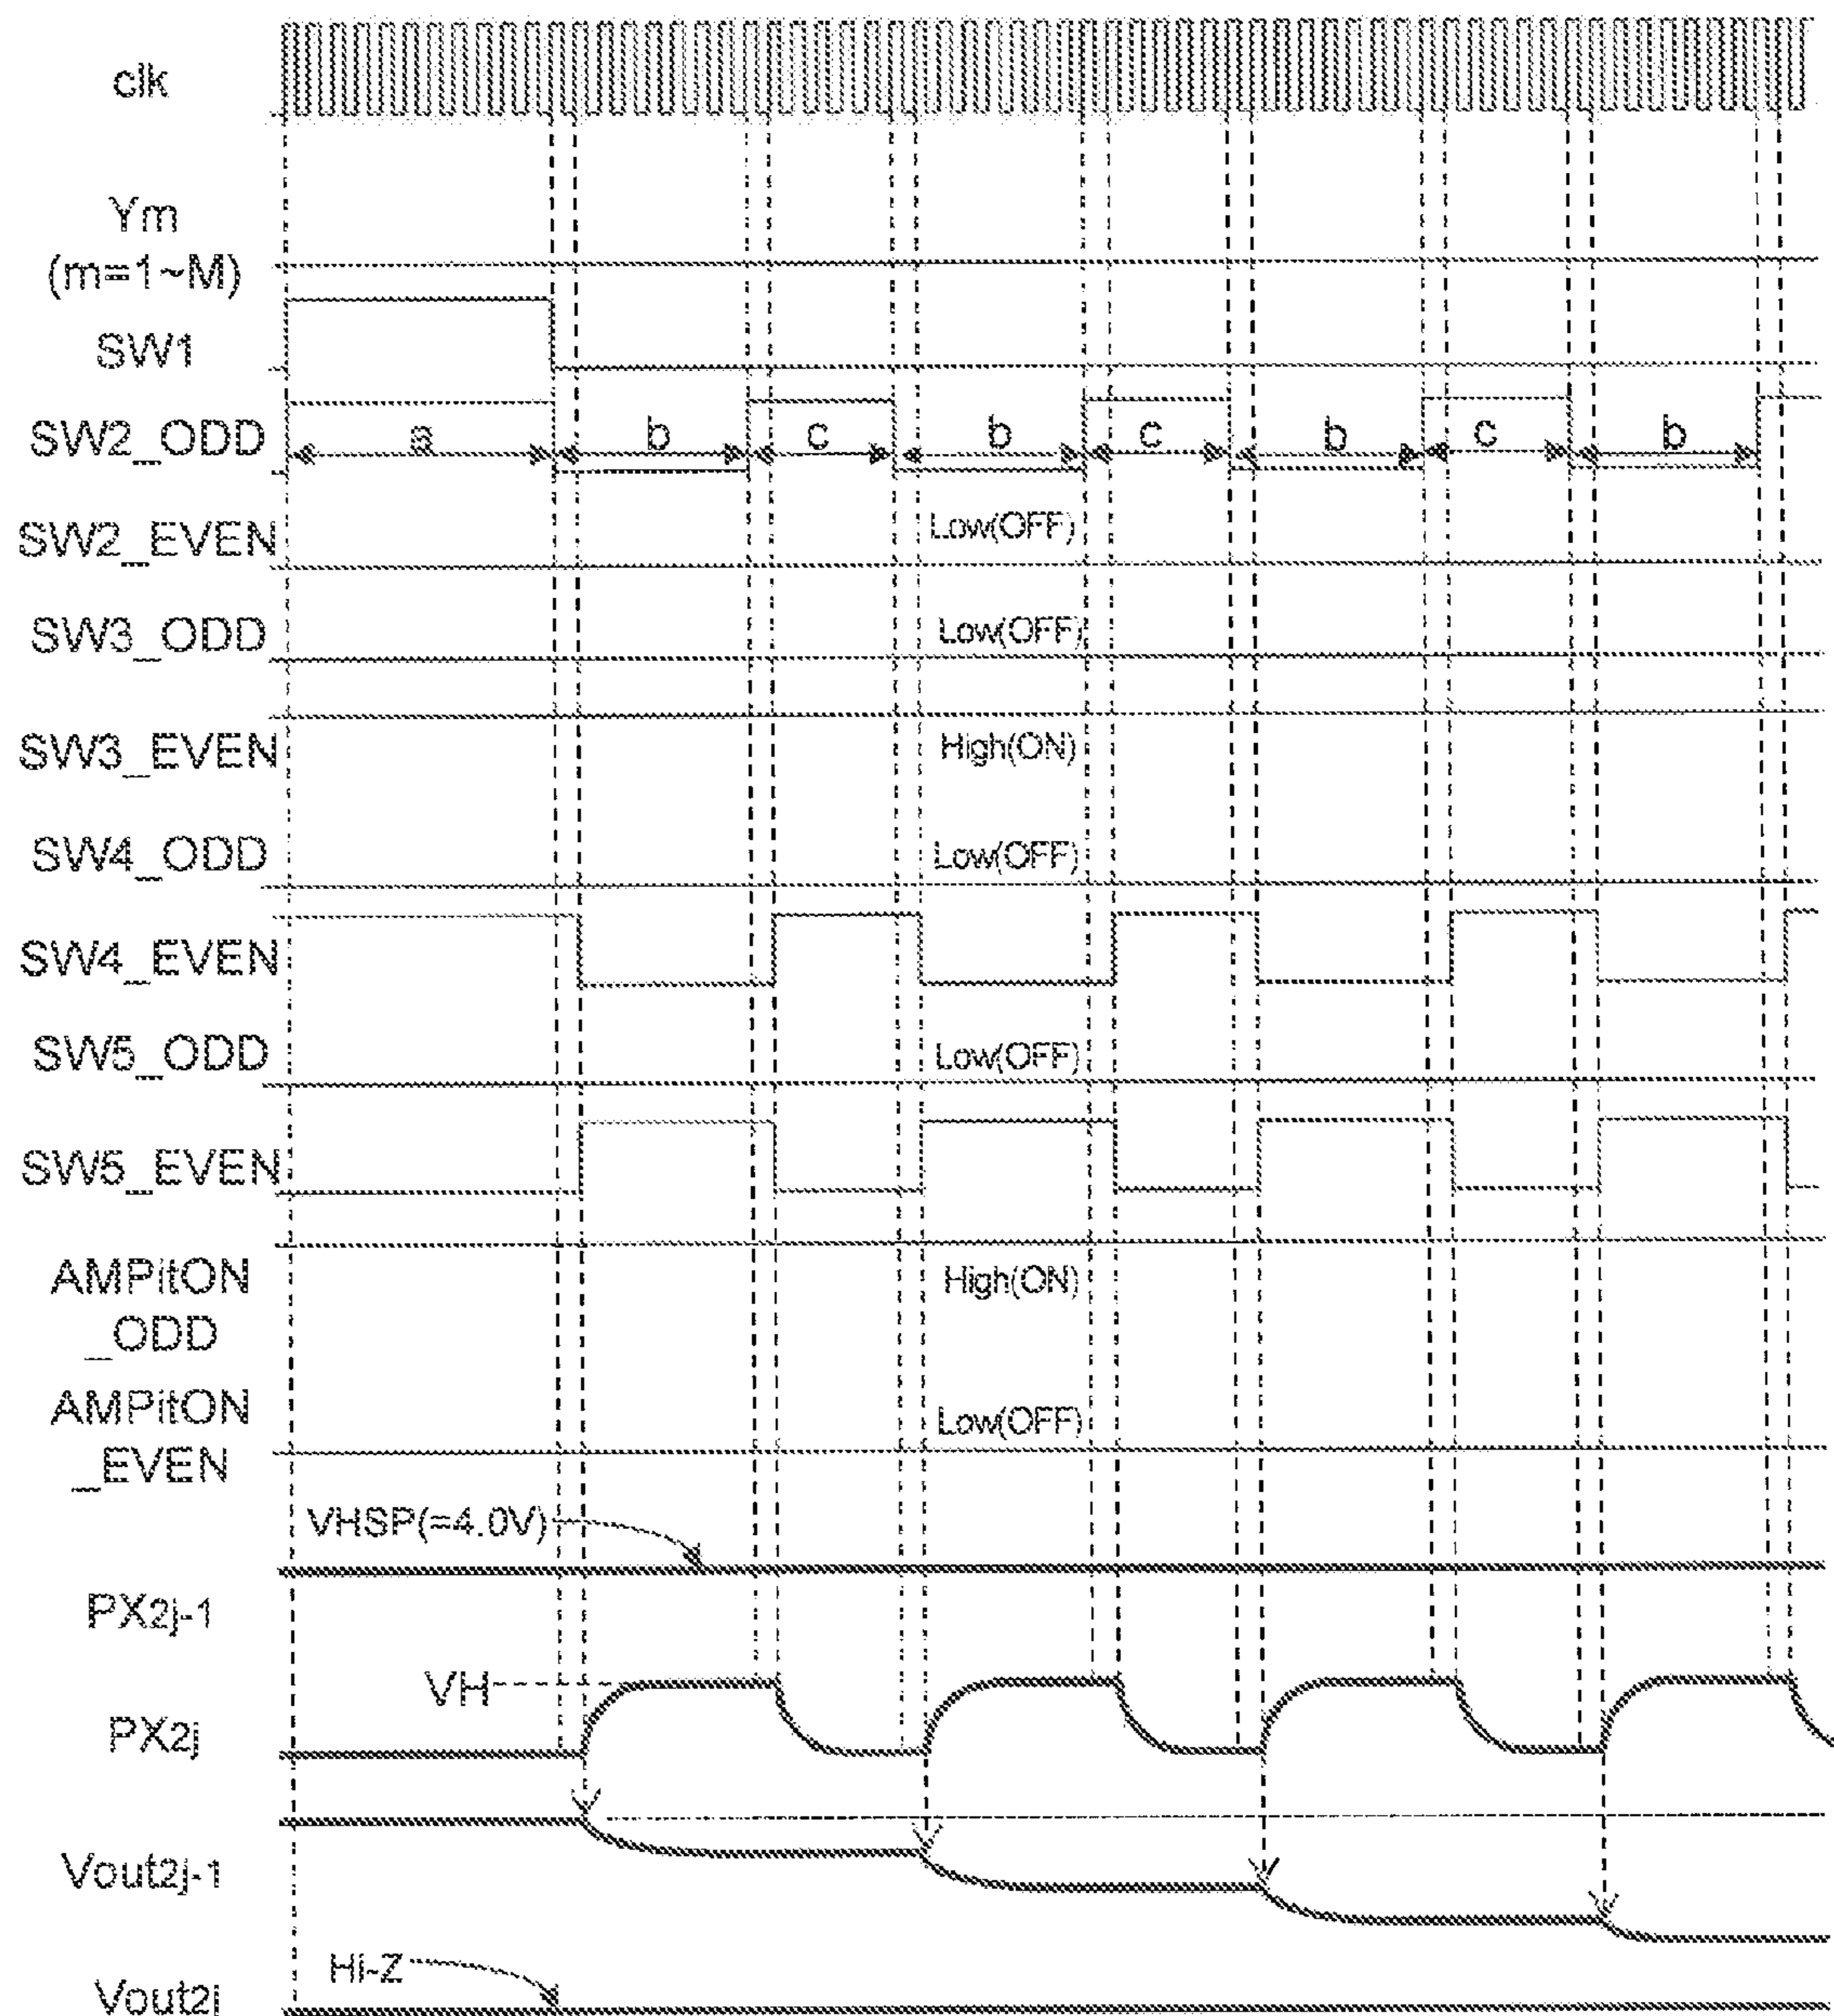 clk
Ym
(m=1~M)
SW1
SW2_ODD
a b c b c b c b
SW2_EVEN
Low(OFF)
SW3_ODD
Low(OFF)
SW3_EVEN
High(ON)
SW4_ODD
Low(OFF)
SW4_EVEN
SW5_ODD
Low(OFF)
SW5_EVEN
AMPitON
_ODD
High(ON)
AMPitON
_EVEN
Low(OFF)
VHSP(=4.0V)
PX2j-1
VH
PX2j
Vout2j-1
Hi-Z
Vout2j